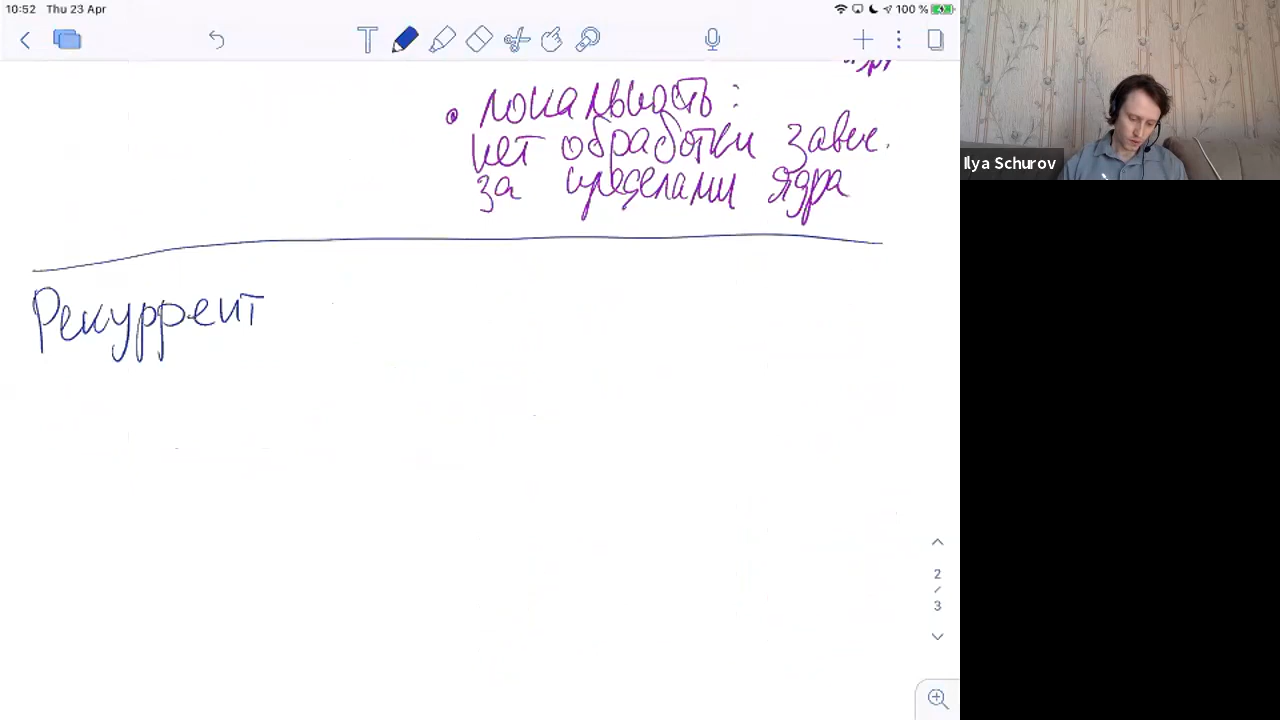 10:52 Thu 23 Apr
100 %
T
• локальность:
нет обработки завис.
за пределами ядра
Рекуррент
2
/
3
Ilya Schurov